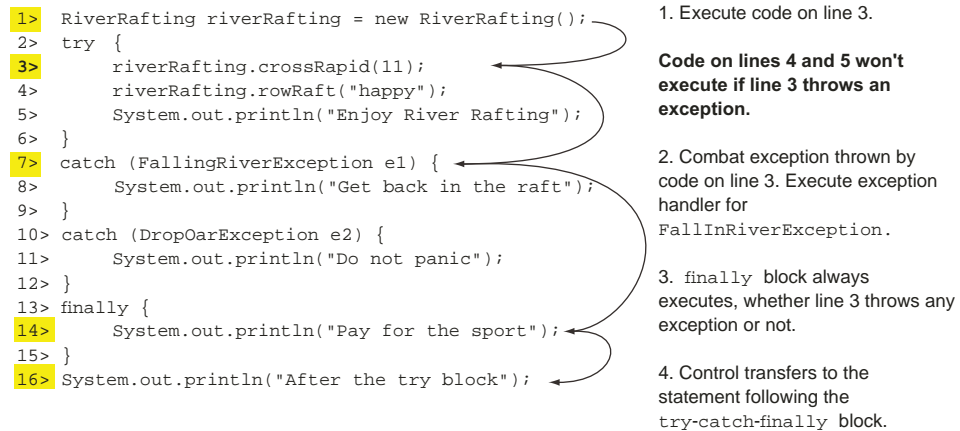 1> RiverRafting riverRafting = new RiverRafting();
2> try {
3> riverRafting.crossRapid(11);
4> riverRafting.rowRaft("happy");
5> System.out.println("Enjoy River Rafting");
6> }
7> catch (FallingRiverException e1) {
8> System.out.println("Get back in the raft");
9> }
10> catch (DropOarException e2) {
11> System.out.println("Do not panic");
12> }
13> finally {
14> System.out.println("Pay for the sport");
15> }
16> System.out.println("After the try block");
1. Execute code on line 3.
Code on lines 4 and 5 won't
execute if line 3 throws an
exception.
2. Combat exception thrown by
code on line 3. Execute exception
handler for
FallInRiverException.
3. finally block always
executes, whether line 3 throws any
exception or not.
4. Control transfers to the
statement following the
try-catch-finally block.